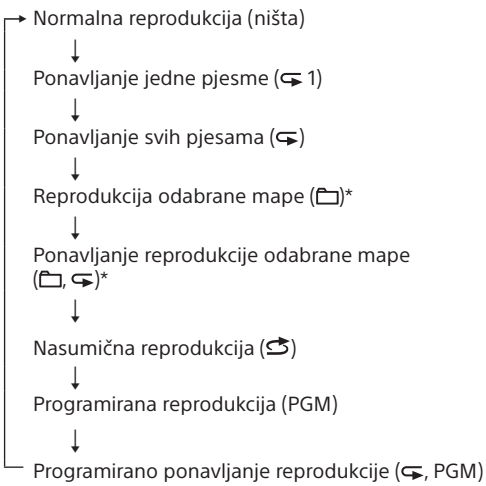 Normalna reprodukcija (ništa)
Ponavljanje jedne pjesme (1)
Ponavljanje svih pjesama ()
Reprodukcija odabrane mape ()*
Ponavljanje reprodukcije odabrane mape
(, )*
Nasumična reprodukcija ()
Programirana reprodukcija (PGM)
Programirano ponavljanje reprodukcije (, PGM)